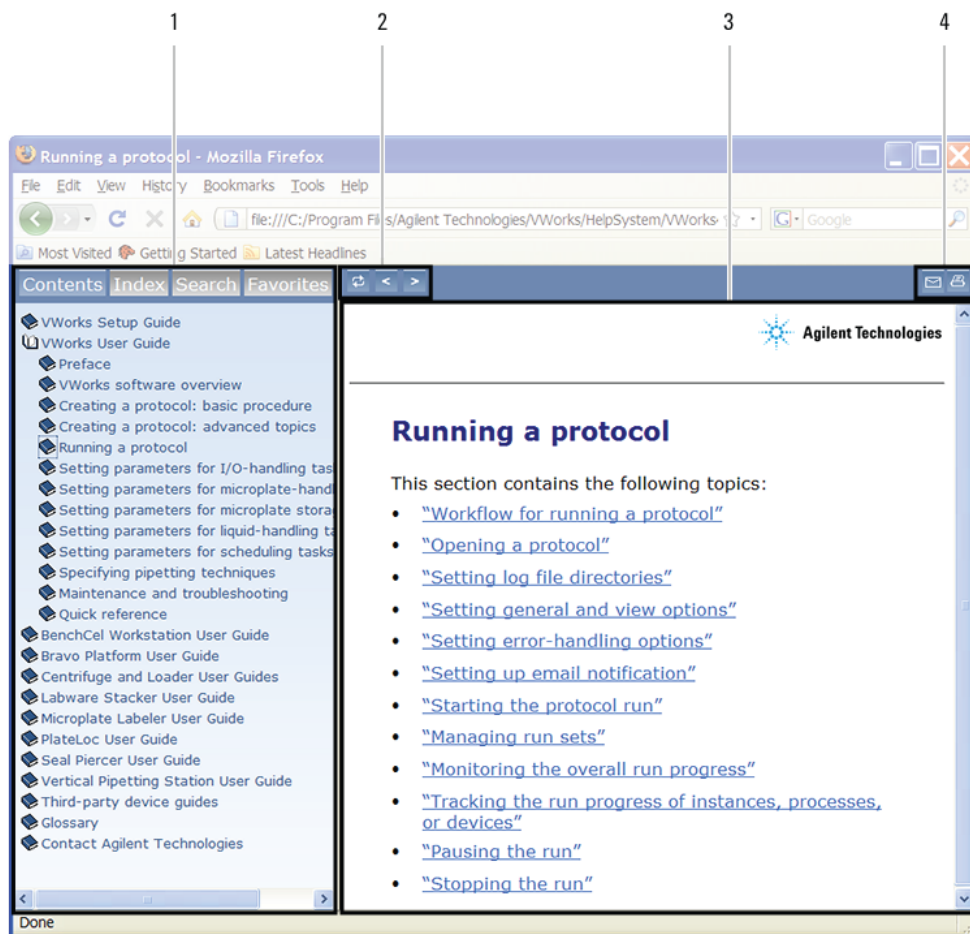 1 2 3 4
Running a protocol - Mozilla Firefox
File Edit View History Bookmarks Tools Help
file:///C:/Program Files/Agilent Technologies/VWorks/HelpSystem/VWorks- G Google
Most Visited Getting Started Latest Headlines
Contents Index Search Favorites < >
VWorks Setup Guide
VWorks User Guide
Preface
VWorks software overview
Creating a protocol: basic procedure
Creating a protocol: advanced topics
Running a protocol
Setting parameters for I/O-handling tas
Setting parameters for microplate-handl
Setting parameters for microplate stora
Setting parameters for liquid-handling ta
Setting parameters for scheduling tasks
Specifying pipetting techniques
Maintenance and troubleshooting
Quick reference
BenchCel Workstation User Guide
Bravo Platform User Guide
Centrifuge and Loader User Guides
Labware Stacker User Guide
Microplate Labeler User Guide
PlateLoc User Guide
Seal Piercer User Guide
Vertical Pipetting Station User Guide
Third-party device guides
Glossary
Contact Agilent Technologies
Agilent Technologies
Running a protocol
This section contains the following topics:
• "Workflow for running a protocol"
• "Opening a protocol"
• "Setting log file directories"
• "Setting general and view options"
• "Setting error-handling options"
• "Setting up email notification"
• "Starting the protocol run"
• "Managing run sets"
• "Monitoring the overall run progress"
• "Tracking the run progress of instances, processes,
or devices"
• "Pausing the run"
• "Stopping the run"
Done